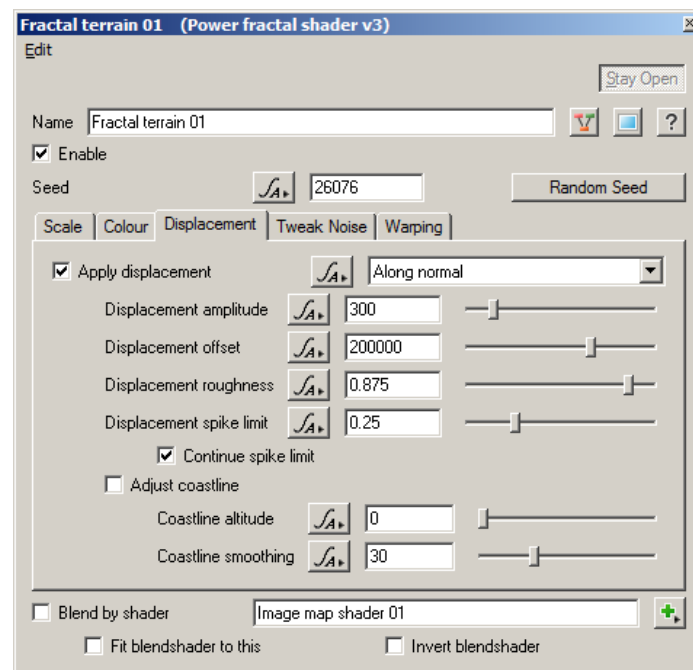 Fractal terrain 01 (Power fractal shader v3)
Edit
Stay Open
Name Fractal terrain 01 ?
Enable
Seed 26076 Random Seed
Scale Colour Displacement Tweak Noise Warping
Apply displacement Along normal
Displacement amplitude 300
Displacement offset 200000
Displacement roughness 0.875
Displacement spike limit 0.25
Continue spike limit
Adjust coastline
Coastline altitude 0
Coastline smoothing 30
Blend by shader Image map shader 01
Fit blendshader to this Invert blendshader